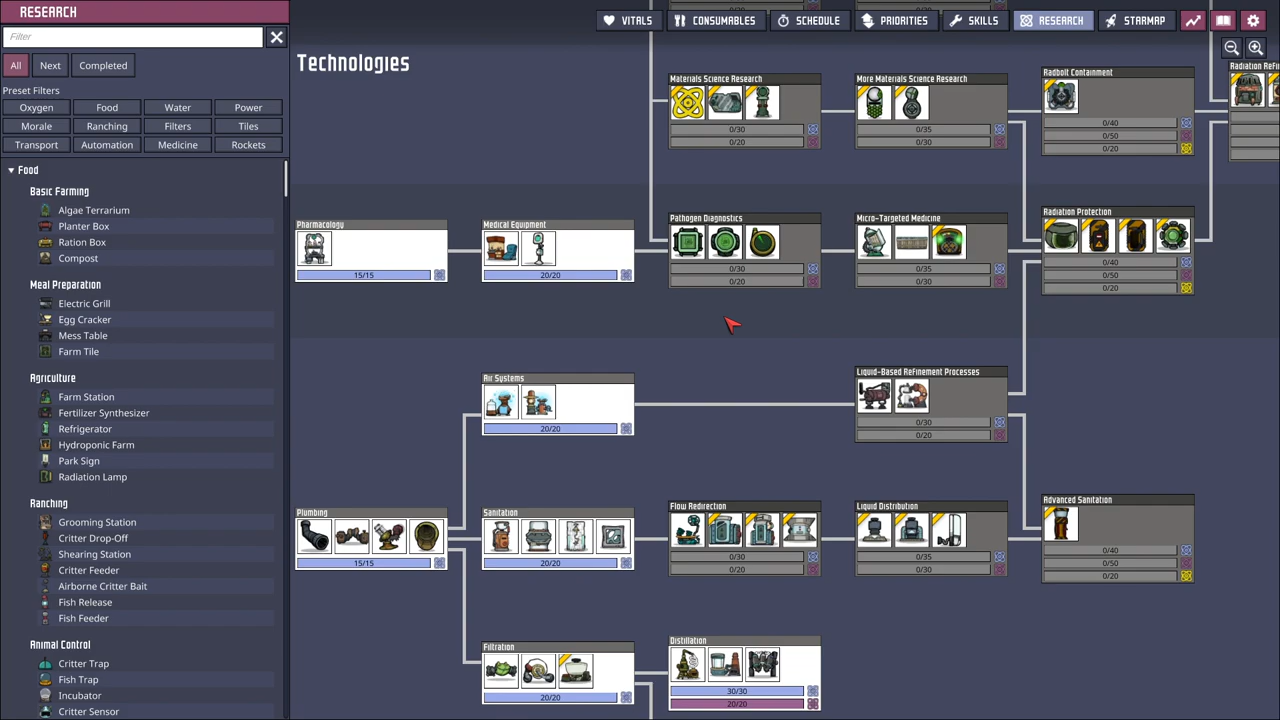 RESEARCH
VITALS
CONSUMABLES
SCHEDULE
PRIORITIES
SKILLS
RESEARCH
STARMAP
Filter
All
Next
Completed
Preset Filters
Oxygen
Food
Water
Power
Morale
Ranching
Filters
Tiles
Transport
Automation
Medicine
Rockets
Food
Basic Farming
Algae Terrarium
Planter Box
Ration Box
Compost
Meal Preparation
Electric Grill
Egg Cracker
Mess Table
Farm Tile
Agriculture
Farm Station
Fertilizer Synthesizer
Refrigerator
Hydroponic Farm
Park Sign
Radiation Lamp
Ranching
Grooming Station
Critter Drop-Off
Shearing Station
Critter Feeder
Airborne Critter Bait
Fish Release
Fish Feeder
Animal Control
Critter Trap
Fish Trap
Incubator
Critter Sensor
Technologies
Materials Science Research
0/30
0/20
More Materials Science Research
0/35
0/30
Radbolt Containment
0/40
0/50
0/20
Radiation Refi
Pharmacology
15/15
Medical Equipment
20/20
Pathogen Diagnostics
0/30
0/20
Micro-Targeted Medicine
0/35
0/30
Radiation Protection
0/40
0/50
0/20
Air Systems
20/20
Liquid-Based Refinement Processes
0/30
0/20
Plumbing
15/15
Sanitation
20/20
Flow Redirection
0/30
0/20
Liquid Distribution
0/35
0/30
Advanced Sanitation
0/40
0/50
0/20
Filtration
20/20
Distillation
30/30
20/20